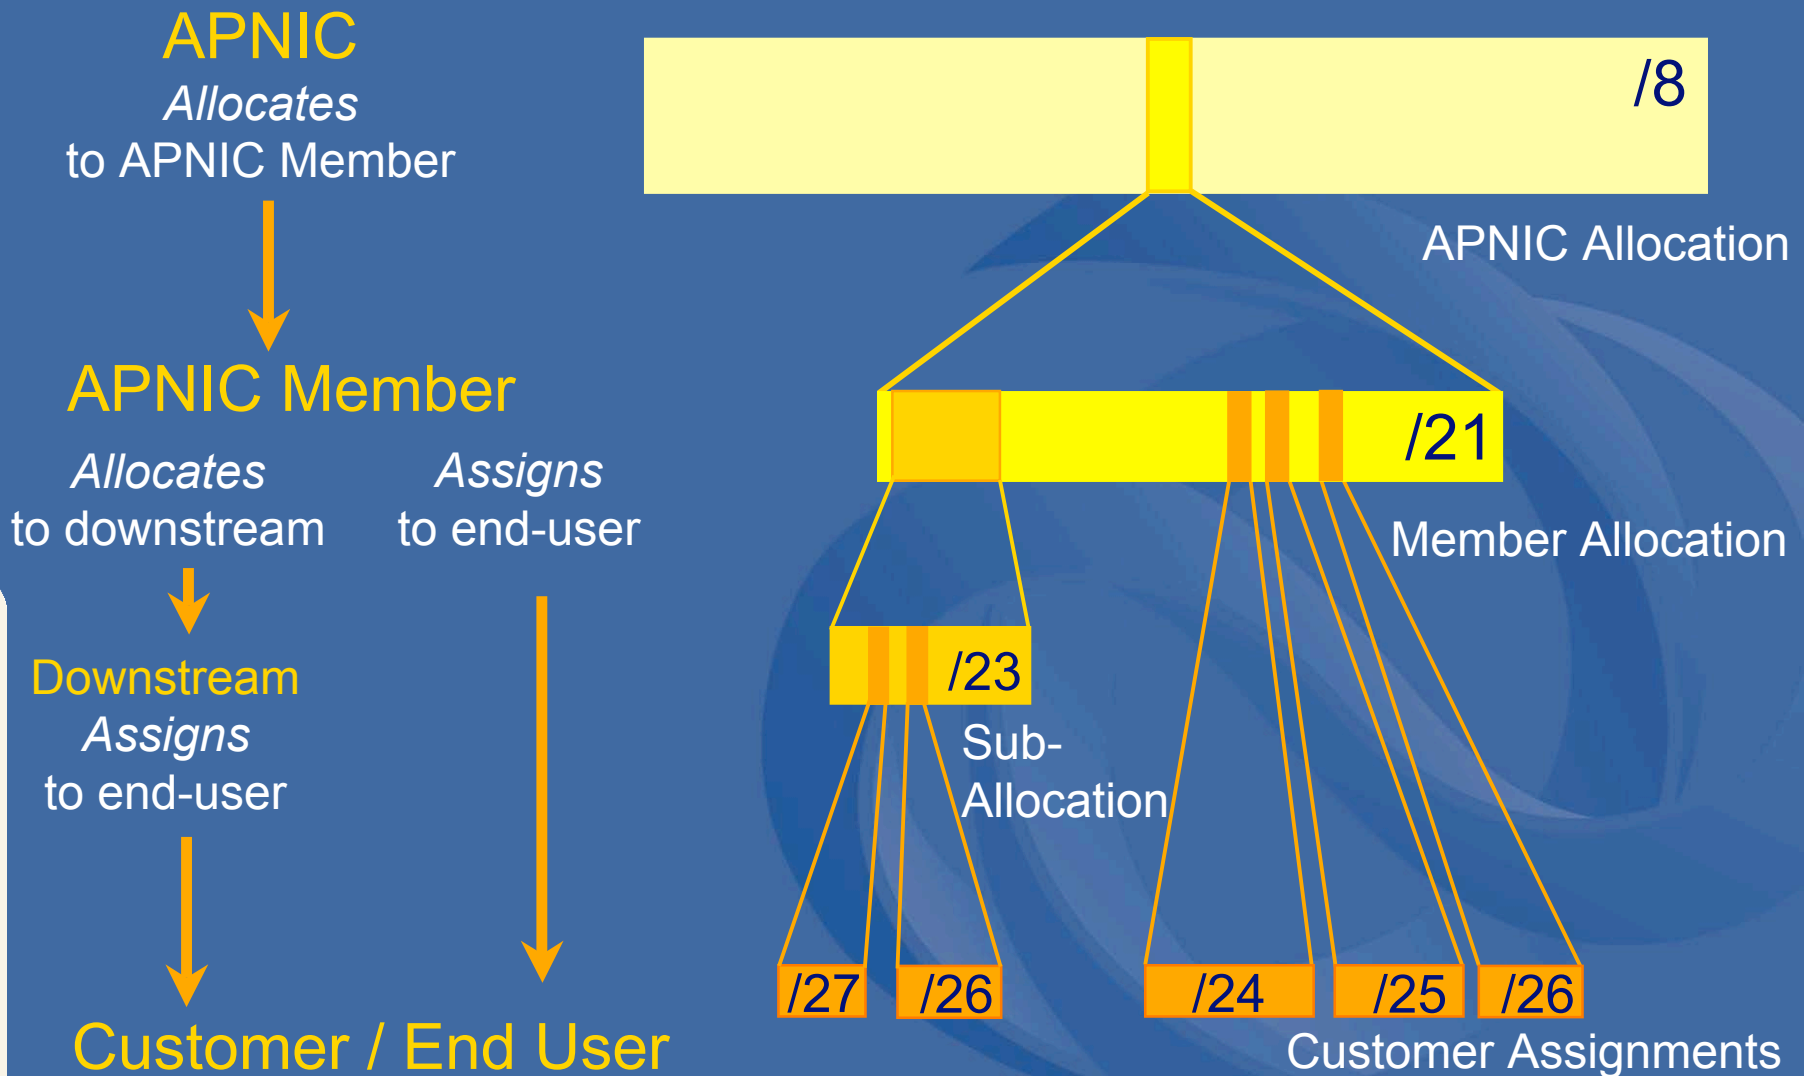 APNIC
Allocates
to APNIC Member
/8
APNIC Allocation
APNIC Member
Allocates
to downstream
Assigns
to end-user
/21
Member Allocation
Downstream
Assigns
to end-user
/23
Sub-
Allocation
/27
/26
/24
/25
/26
Customer / End User
Customer Assignments